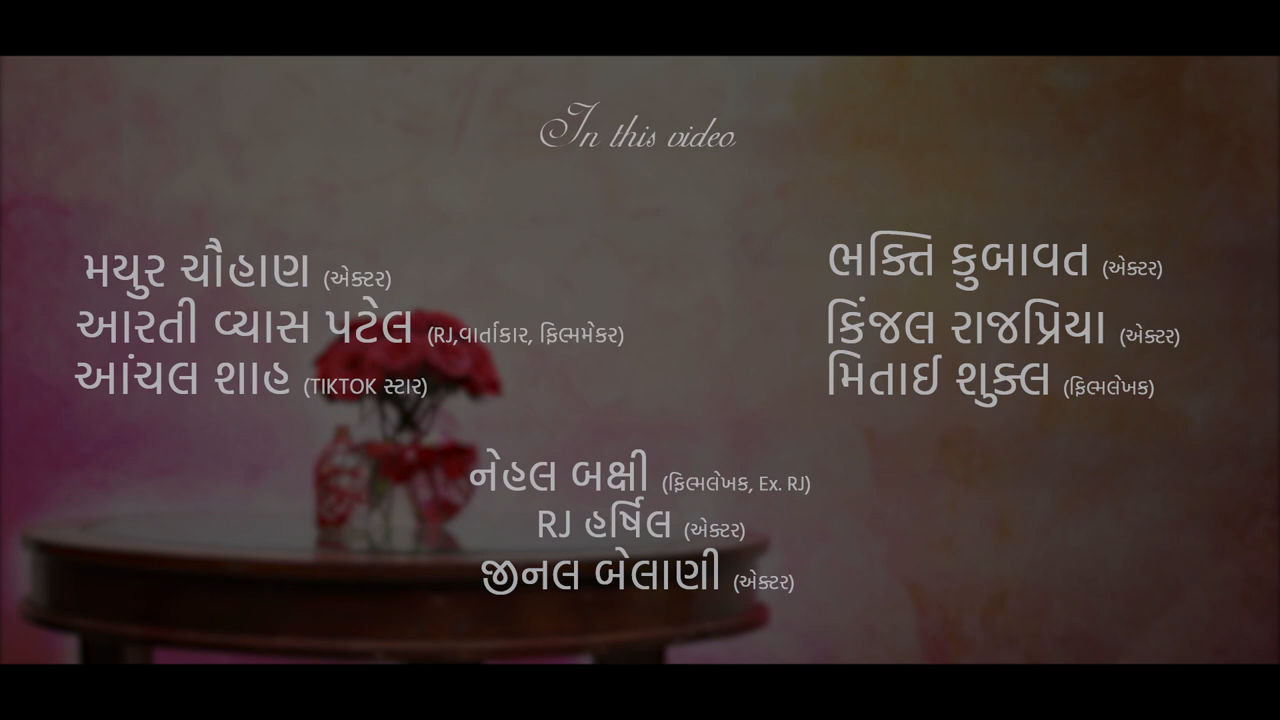 In this video
મયુર ચૌહાણ (એક્ટર)
આરતી વ્યાસ પટેલ (RJ,વાર્તાકાર, ફિલ્મમેકર)
આંચલ શાહ (TIKTOK સ્ટાર)
ભક્તિ કુબાવત (એક્ટર)
કિંજલ રાજપ્રિયા (એક્ટર)
મિતાઈ શુક્લ (ફિલ્મલેખક)
નેહલ બક્ષી (ફિલ્મલેખક, Ex. RJ)
RJ હર્ષિલ (એક્ટર)
જીનલ બેલાણી (એક્ટર)